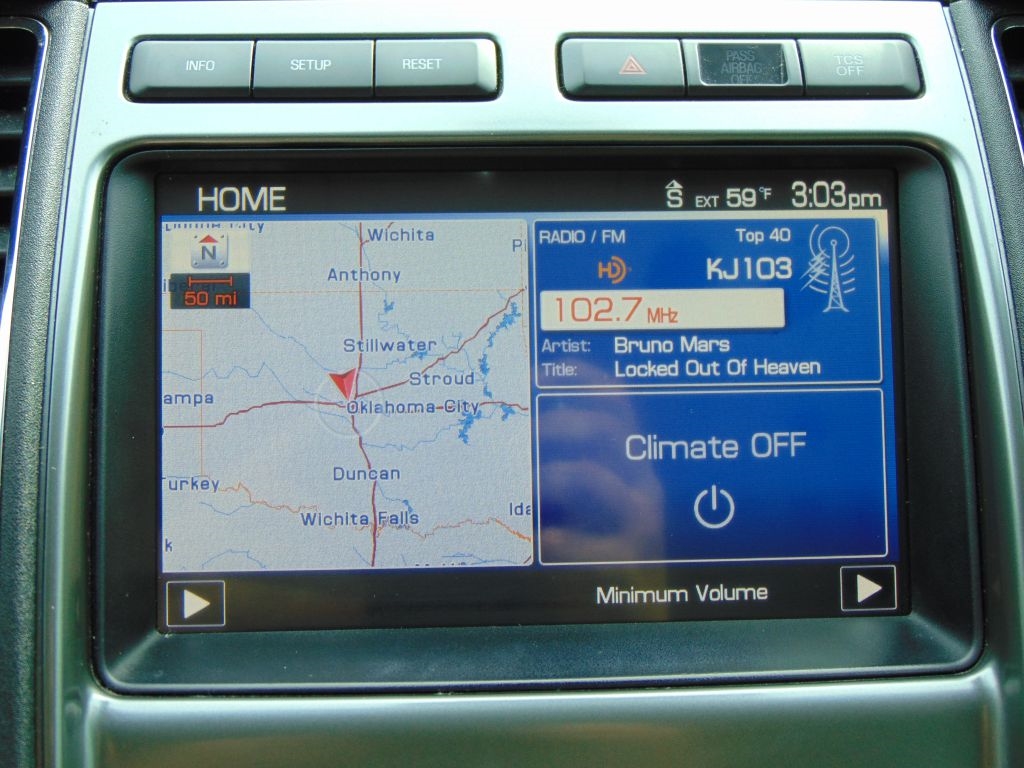 INFO SETUP RESET
PASS
AIRBAG
OFF
TCS
OFF
HOME
S EXT 59°F 3:03pm
Wichita
N
Anthony
50 mi
Stillwater
Stroud
Oklahoma City
Duncan
Wichita Falls
RADIO / FM Top 40
HD KJ103
102.7 MHz
Artist: Bruno Mars
Title: Locked Out Of Heaven
Climate OFF
Minimum Volume